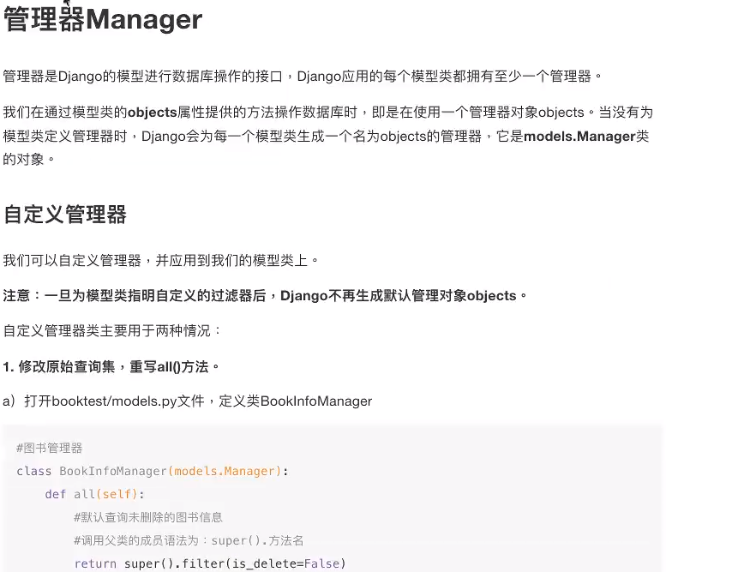 管理器Manager
管理器是Django的模型进行数据库操作的接口，Django应用的每个模型类都拥有至少一个管理器。
我们在通过模型类的objects属性提供的方法操作数据库时，即是在使用一个管理器对象objects。当没有为
模型类定义管理器时，Django会为每一个模型类生成一个名为objects的管理器，它是models.Manager类
的对象。
自定义管理器
我们可以自定义管理器，并应用到我们的模型类上。
注意：一旦为模型类指明自定义的过滤器后，Django不再生成默认管理对象objects。
自定义管理器类主要用于两种情况：
1. 修改原始查询集，重写all()方法。
a）打开booktest/models.py文件，定义类BookInfoManager
#图书管理器
class BookInfoManager(models.Manager):
    def all(self):
        #默认查询未删除的图书信息
        #调用父类的成员语法为：super().方法名
        return super().filter(is_delete=False)